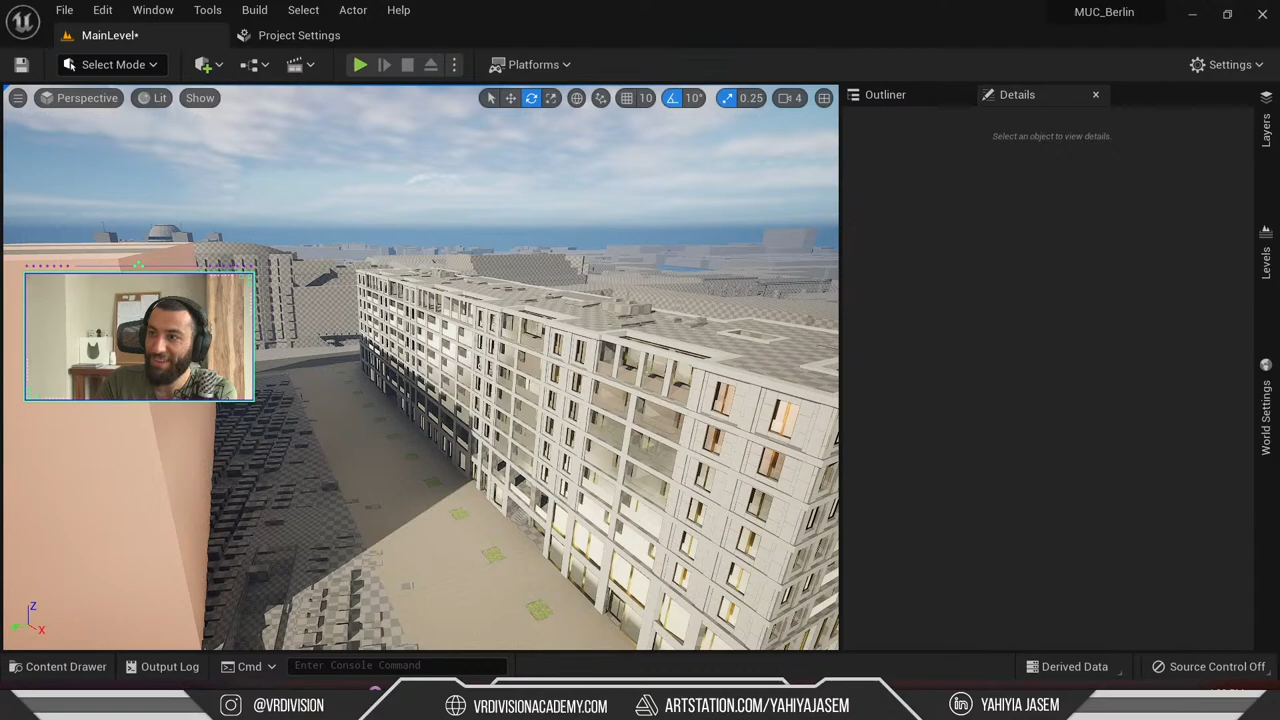 File Edit Window Tools Build Select Actor Help
MUC_Berlin
MainLevel*
Project Settings
Select Mode
Platforms
Settings
Perspective
Lit
Show
10
10°
0.25
4
Outliner
Details
Select an object to view details.
Layers
Levels
World Settings
Z
X
Content Drawer
Output Log
Cmd
Enter Console Command
Derived Data
Source Control Off
@VRDIVISION
VRDIVISIONACADEMY.COM
ARTSTATION.COM/YAHIYAJASEM
YAHIYIA JASEM